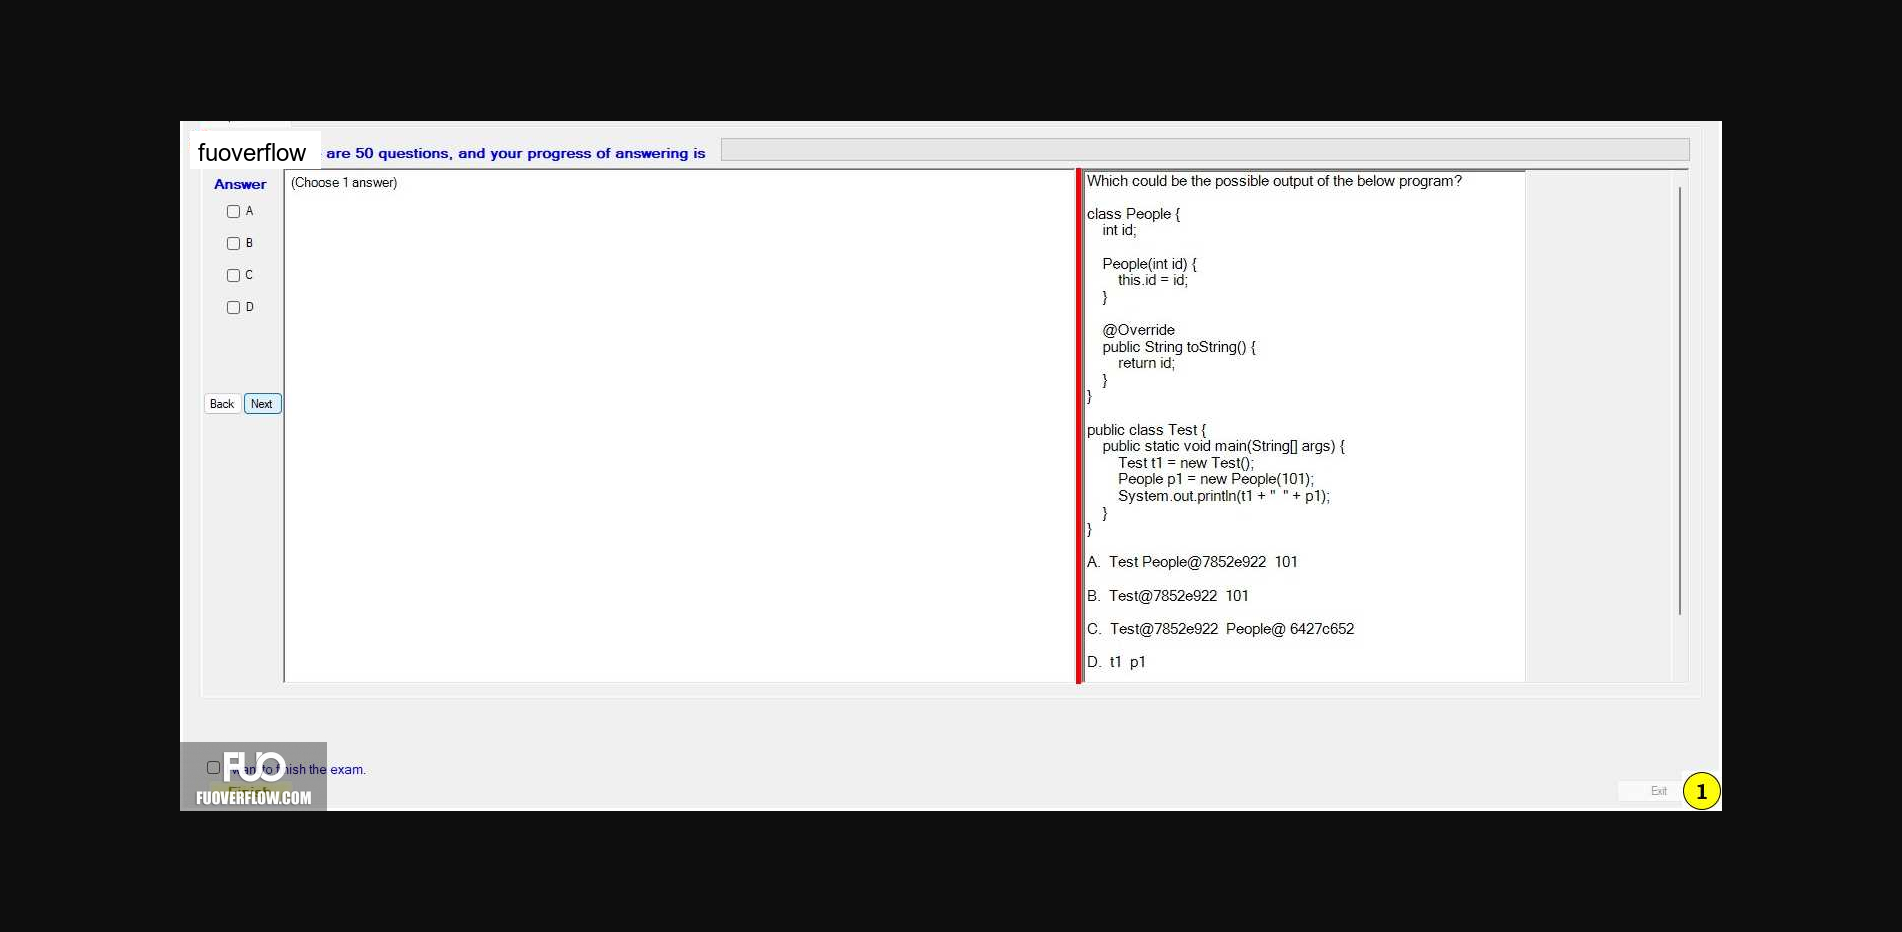 fuoverflow are 50 questions, and your progress of answering is
Answer
A
B
C
D
Back Next
(Choose 1 answer)
Which could be the possible output of the below program?
class People {
int id;
People(int id) {
this.id = id;
}
@Override
public String toString() {
return id;
}
}
public class Test {
public static void main(String[] args) {
Test t1 = new Test();
People p1 = new People(101);
System.out.println(t1 + "  " + p1);
}
}
A.  Test People@7852e922  101
B.  Test@7852e922  101
C.  Test@7852e922  People@ 6427c652
D.  t1  p1
FUO
to finish the exam.
Finish
FUOVERFLOW.COM
Exit
1